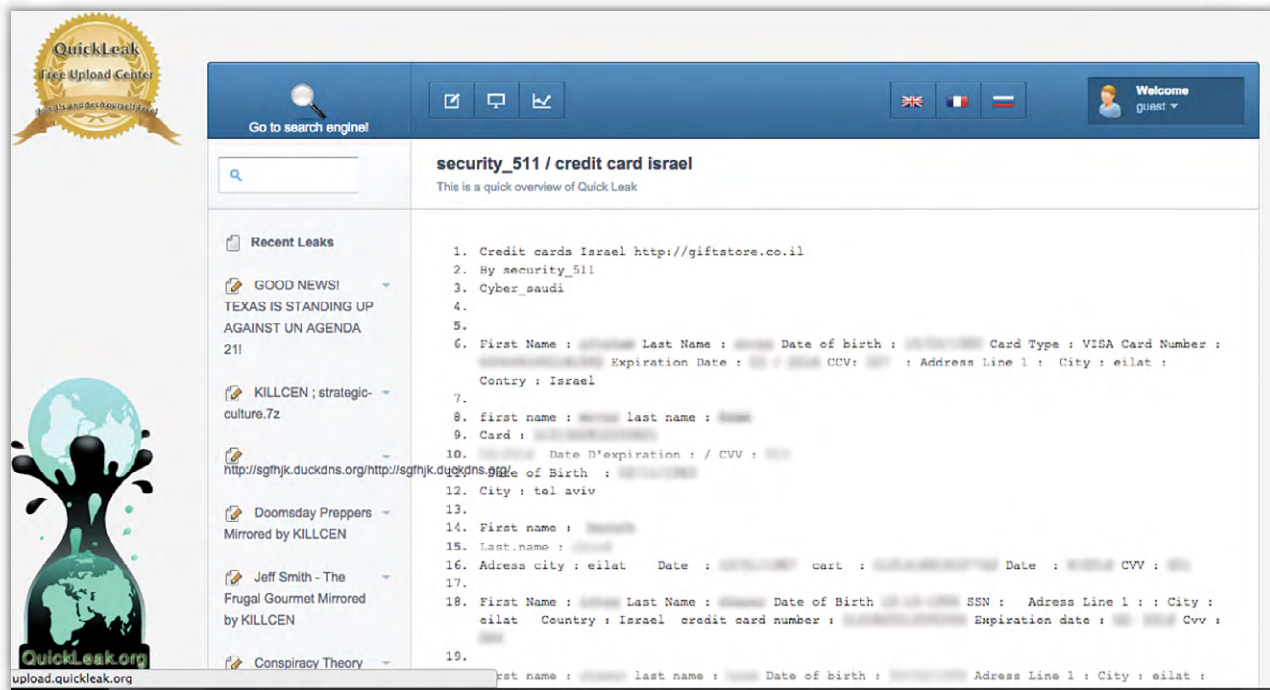 QuickLeak
Free Upload Center
Join Us and Set Yourself Free!
Go to search engine!
Welcome
guest
security_511 / credit card israel
This is a quick overview of Quick Leak
Recent Leaks
GOOD NEWS!
TEXAS IS STANDING UP
AGAINST UN AGENDA
21!
KILLCEN ; strategic-
culture.7z
http://sgfhjk.duckdns.org/http://sgfhjk.duckdns.org/
Doomsday Preppers
Mirrored by KILLCEN
Jeff Smith - The
Frugal Gourmet Mirrored
by KILLCEN
Conspiracy Theory
1. Credit cards Israel http://giftstore.co.il
2. By security_511
3. Cyber_saudi
4.
5.
6. First Name : Last Name : Date of birth : Card Type : VISA Card Number :
Expiration Date : CCV: : Address Line 1 : City : eilat :
Contry : Israel
7.
8. first name : last name :
9. Card :
10. Date D'expiration : / CVV :
11. Date of Birth :
12. City : tel aviv
13.
14. First name :
15. Last.name :
16. Adress city : eilat Date : cart : Date : CVV :
17.
18. First Name : Last Name : Date of Birth SSN : Adress Line 1 : : City :
eilat Country : Israel credit card number : Expiration date : Cvv :
19.
rst name : last name : Date of birth : Adress Line 1 : City : eilat :
QuickLeak.org
upload.quickleak.org